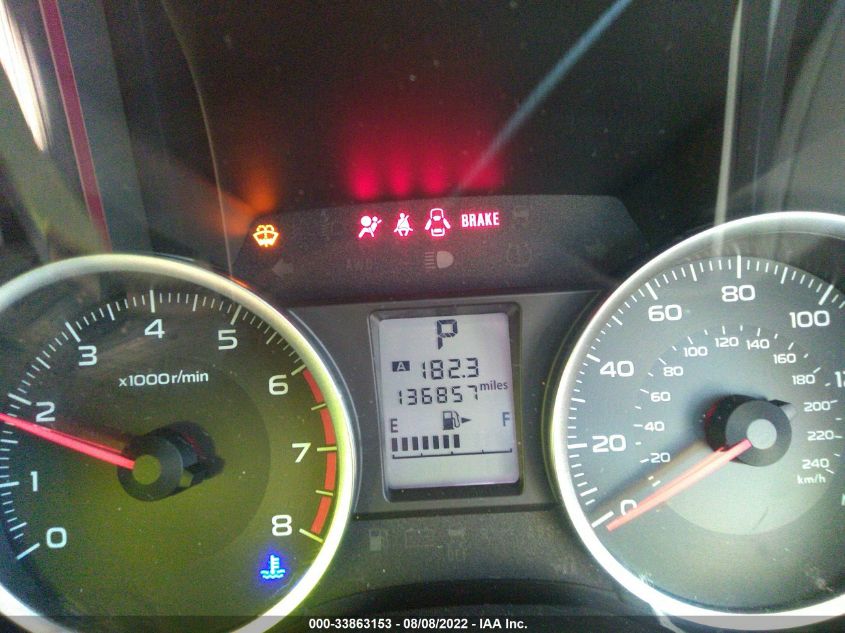 BRAKE
P
A 182.3
136857 miles
E F
x1000r/min
0 1 2 3 4 5 6 7 8
0 20 40 60 80 100
20 40 60 80 100 120 140 160 180 200 220 240
km/h
000-33863153 — 08/08/2022 — IAA Inc.